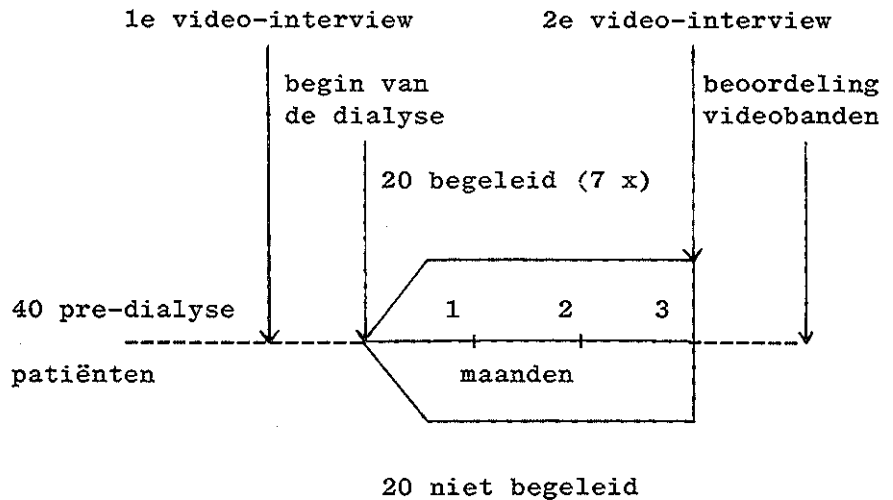 1e video-interview
2e video-interview
begin van
de dialyse
beoordeling
videobanden
20 begeleid (7 x)
40 pre-dialyse
1 2 3
patiënten
maanden
20 niet begeleid